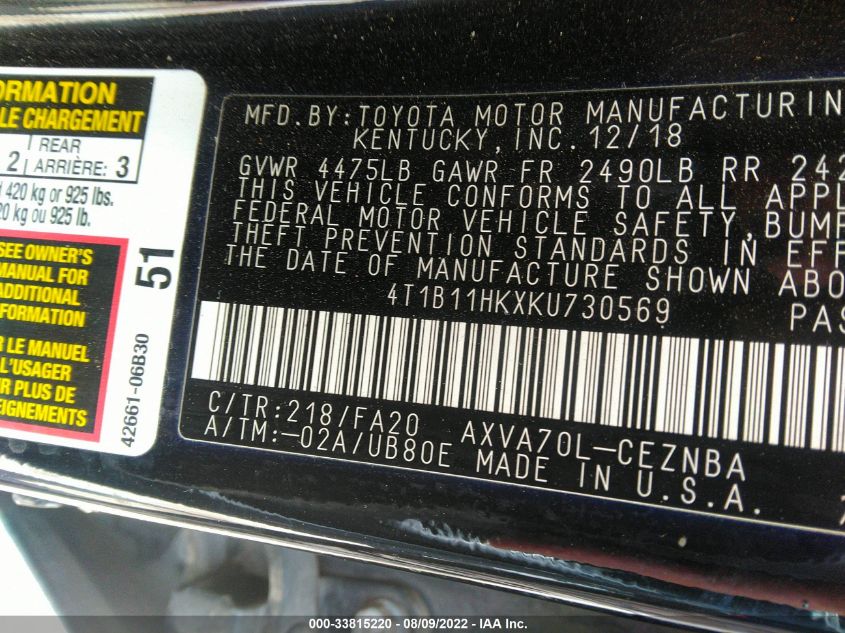 ORMATION
LE CHARGEMENT
2 REAR
ARRIÈRE: 3
420 kg or 925 lbs.
20 kg ou 925 lb.
SEE OWNER'S
MANUAL FOR
ADDITIONAL
INFORMATION
LE MANUEL
L'USAGER
PLUS DE
EIGNEMENTS
51
42661-06B30
MFD.BY:TOYOTA MOTOR MANUFACTURIN
KENTUCKY,INC.12/18
GVWR 4475LB GAWR FR 2490LB RR 242
THIS VEHICLE CONFORMS TO ALL APPL
FEDERAL MOTOR VEHICLE SAFETY,BUMP
THEFT PREVENTION STANDARDS IN EFF
THE DATE OF MANUFACTURE SHOWN ABO
4T1B11HKXKU730569 PAS
C/TR:218/FA20 AXVA70L-CEZNBA
A/TM:-02A/UB80E MADE IN U.S.A.
000-33815220 - 08/09/2022 - IAA Inc.